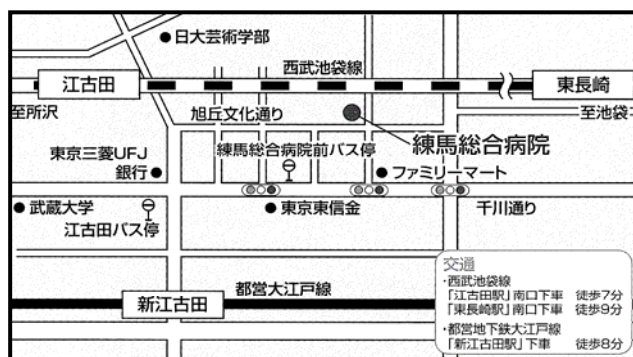 日大芸術学部
西武池袋線
江古田
東長崎
至所沢
旭丘文化通り
至池袋
練馬総合病院
東京三菱UFJ
銀行
練馬総合病院前バス停
ファミリーマート
武蔵大学
江古田バス停
東京東信金
千川通り
都営大江戸線
新江古田
交通
・西武池袋線
「江古田駅」南口下車 徒歩7分
「東長崎駅」南口下車 徒歩9分
・都営地下鉄大江戸線
「新江古田駅」下車 徒歩8分